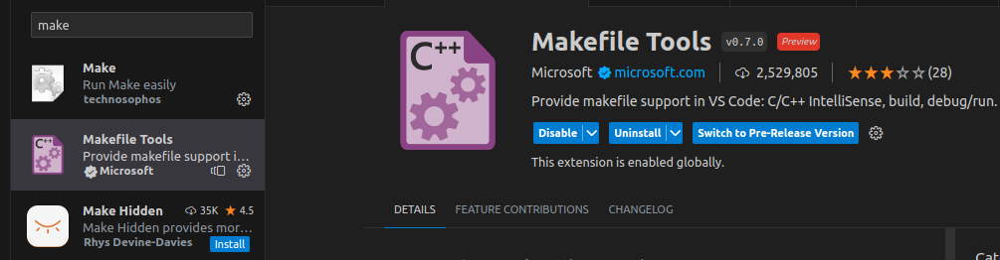 make
Make
Run Make easily
technosophos
Makefile Tools
Provide makefile support i...
Microsoft
Make Hidden 35K 4.5
Make Hidden provides mor...
Rhys Devine-Davies Install
C++
Makefile Tools v0.7.0 Preview
Microsoft microsoft.com 2,529,805 (28)
Provide makefile support in VS Code: C/C++ IntelliSense, build, debug/run.
Disable Uninstall Switch to Pre-Release Version
This extension is enabled globally.
DETAILS FEATURE CONTRIBUTIONS CHANGELOG